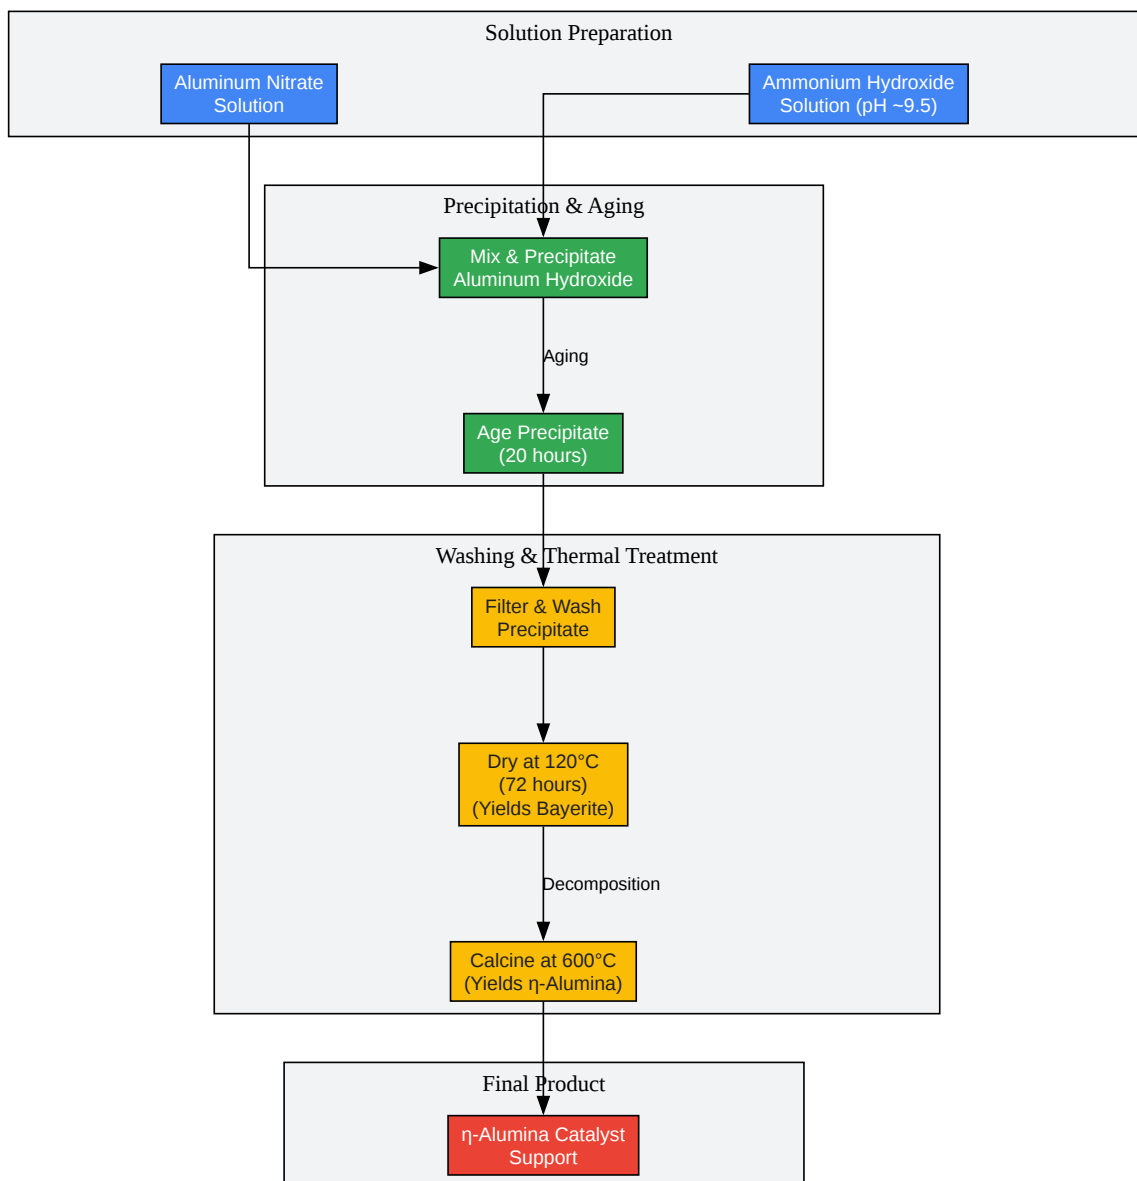 Solution Preparation
Aluminum Nitrate
Solution
Ammonium Hydroxide
Solution (pH ~9.5)
Precipitation & Aging
Mix & Precipitate
Aluminum Hydroxide
Aging
Age Precipitate
(20 hours)
Washing & Thermal Treatment
Filter & Wash
Precipitate
Dry at 120°C
(72 hours)
(Yields Bayerite)
Decomposition
Calcine at 600°C
(Yields η-Alumina)
Final Product
η-Alumina Catalyst
Support